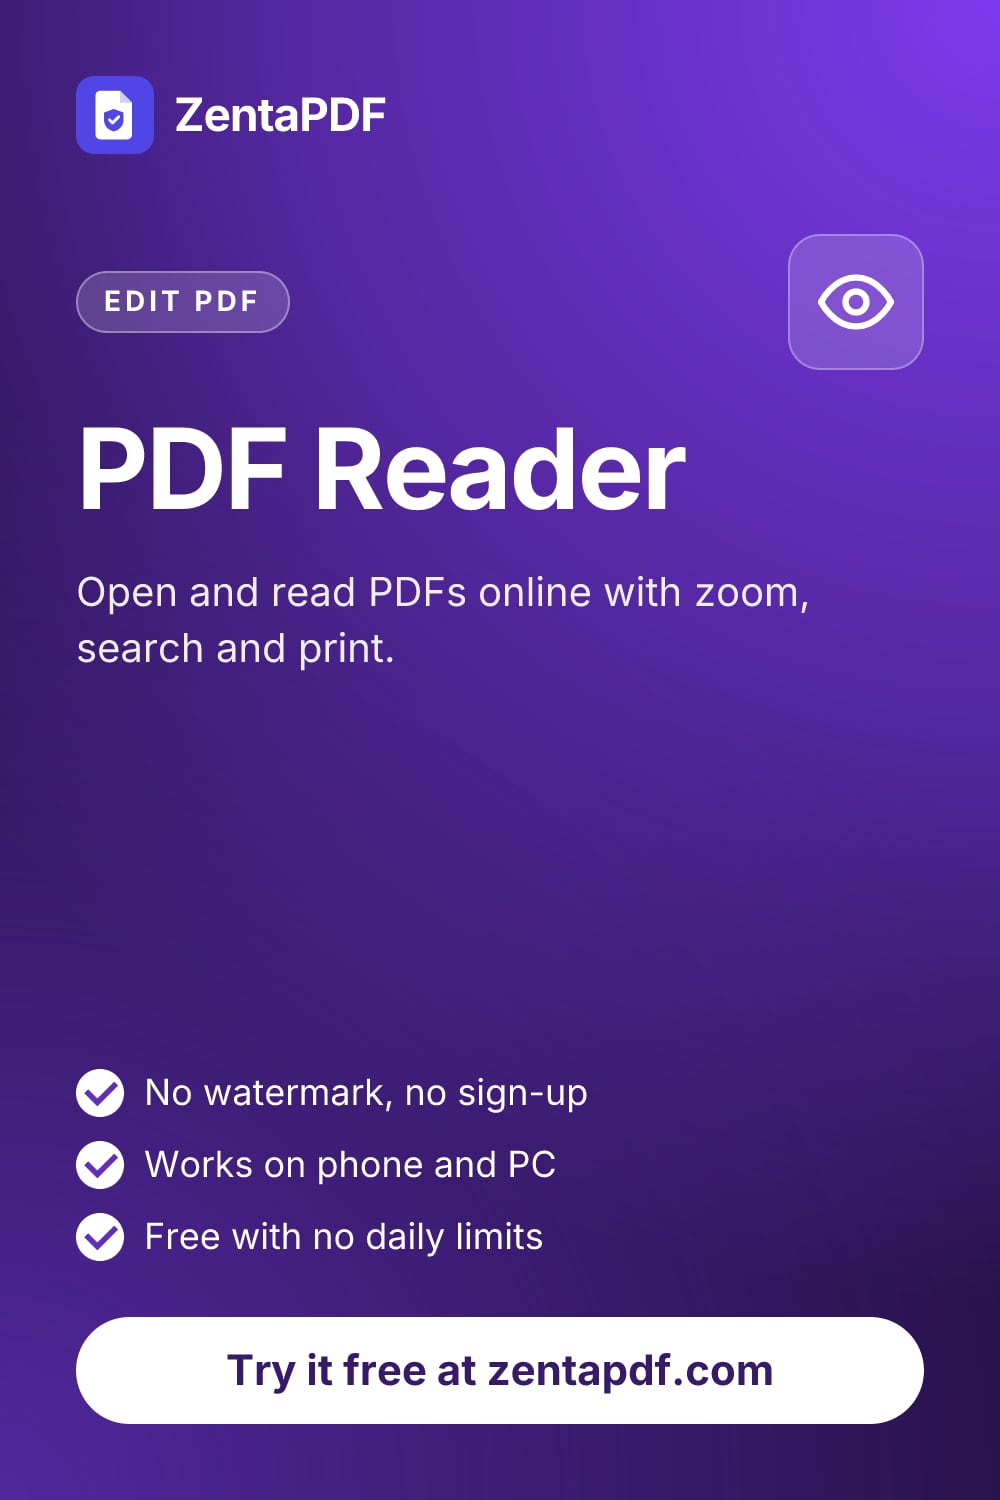 ZentaPDF
EDIT PDF
PDF Reader
Open and read PDFs online with zoom,
search and print.
No watermark, no sign-up
Works on phone and PC
Free with no daily limits
Try it free at zentapdf.com